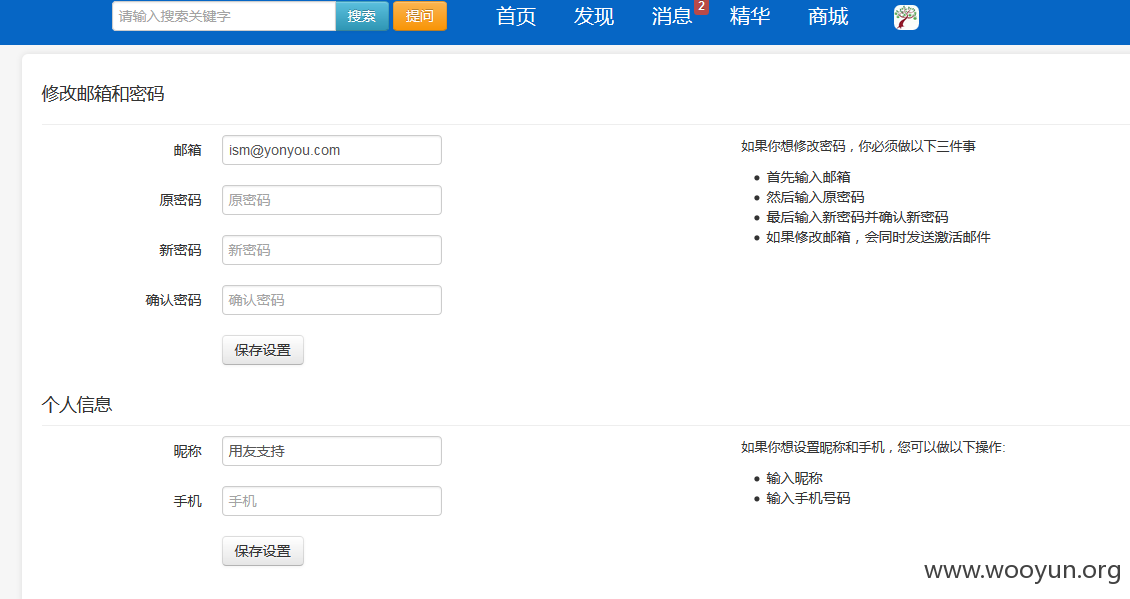 请输入搜索关键字 搜索 提问 首页 发现 消息 2 精华 商城
修改邮箱和密码
邮箱 ism@yonyou.com
原密码 原密码
新密码 新密码
确认密码 确认密码
保存设置
如果你想修改密码，你必须做以下三件事
首先输入邮箱
然后输入原密码
最后输入新密码并确认新密码
如果修改邮箱，会同时发送激活邮件
个人信息
昵称 用友支持
手机 手机
保存设置
如果你想设置昵称和手机，您可以做以下操作:
输入昵称
输入手机号码
www.wooyun.org